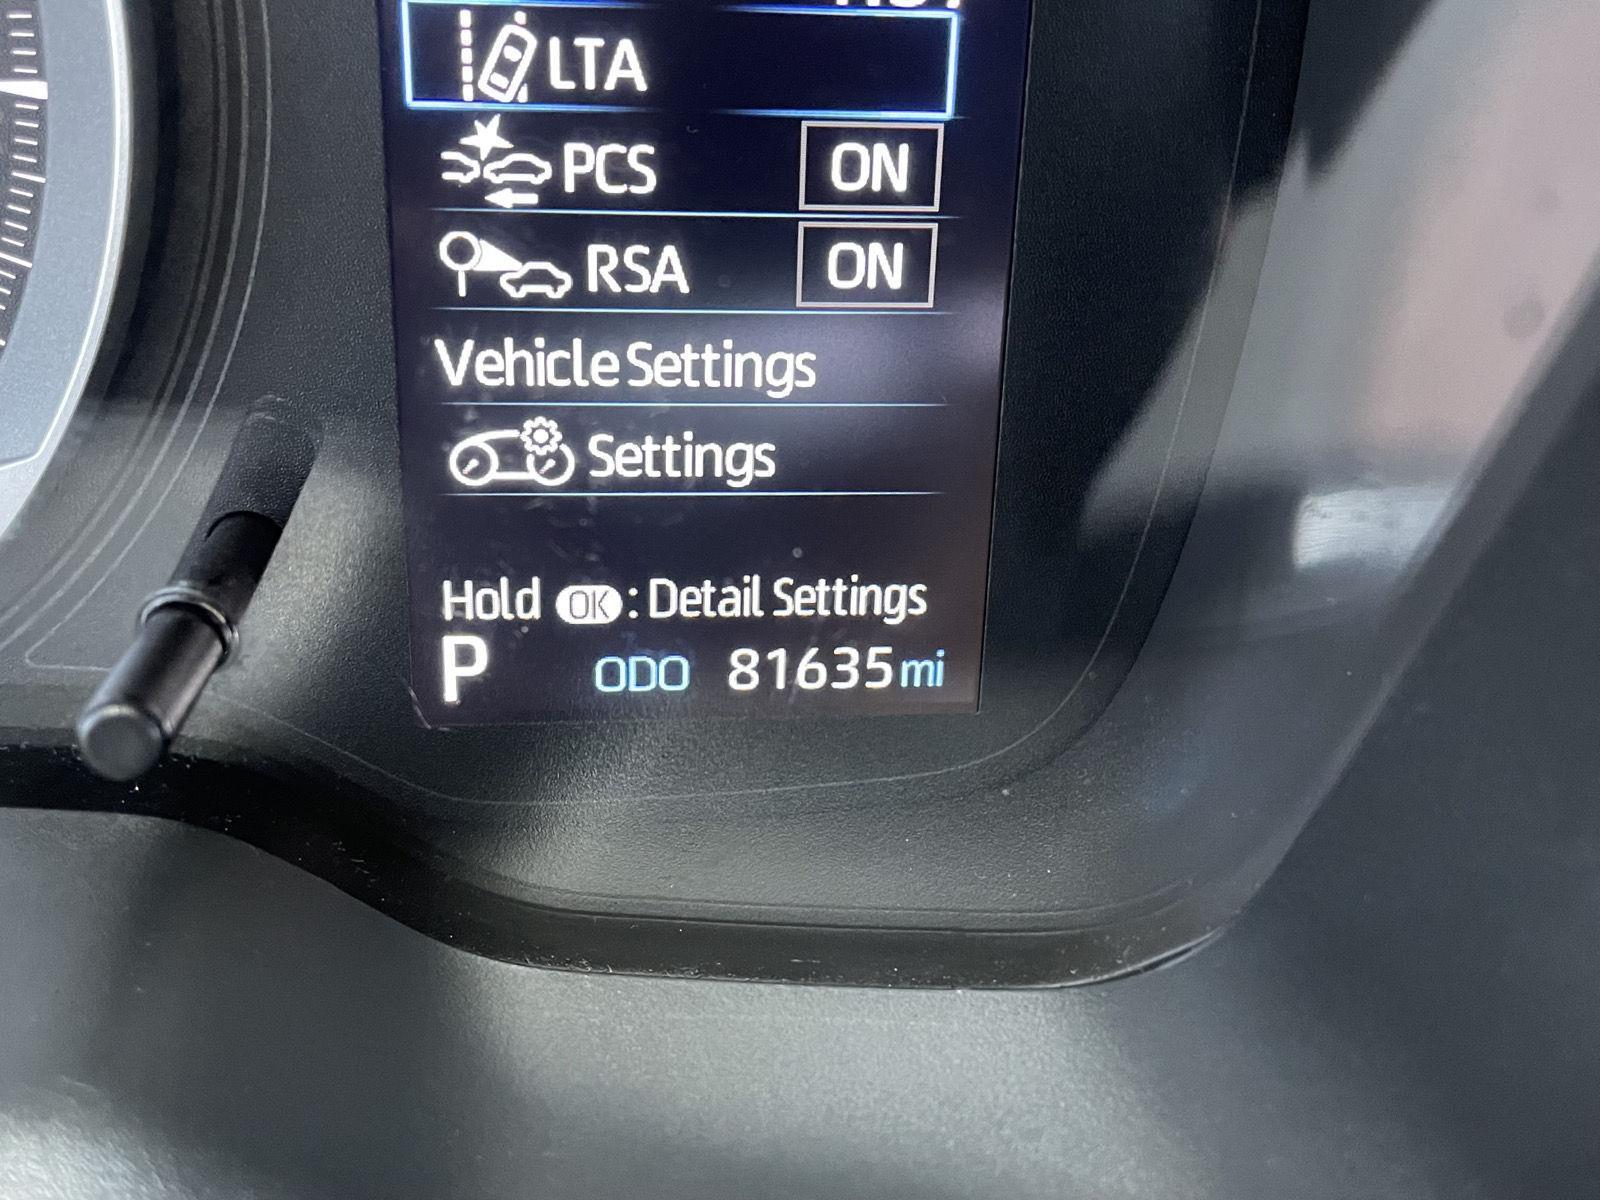 LTA
PCS ON
RSA ON
Vehicle Settings
Settings
Hold OK : Detail Settings
P ODO 81635 mi